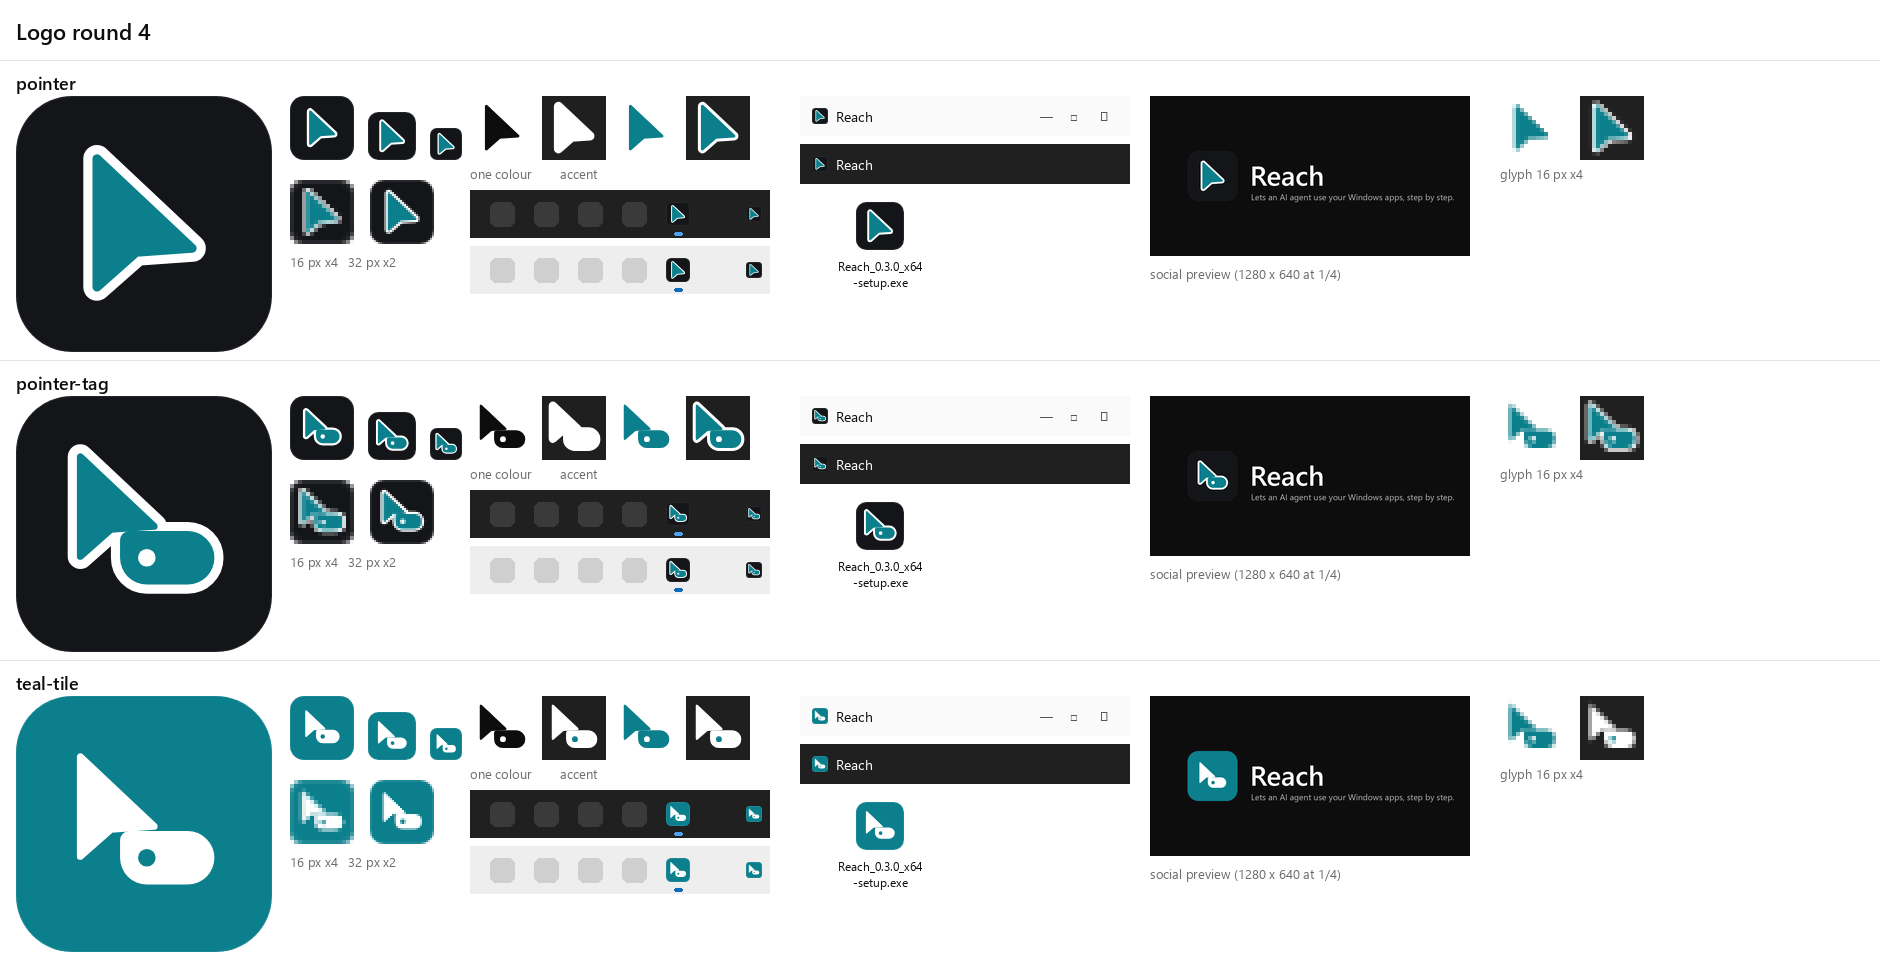 Logo round 4
pointer
one colour
accent
16 px x4
32 px x2
Reach
Reach
Reach_0.3.0_x64
-setup.exe
Reach
Lets an AI agent use your Windows apps, step by step.
social preview (1280 x 640 at 1/4)
glyph 16 px x4
pointer-tag
one colour
accent
16 px x4
32 px x2
Reach
Reach
Reach_0.3.0_x64
-setup.exe
Reach
Lets an AI agent use your Windows apps, step by step.
social preview (1280 x 640 at 1/4)
glyph 16 px x4
teal-tile
one colour
accent
16 px x4
32 px x2
Reach
Reach
Reach_0.3.0_x64
-setup.exe
Reach
Lets an AI agent use your Windows apps, step by step.
social preview (1280 x 640 at 1/4)
glyph 16 px x4